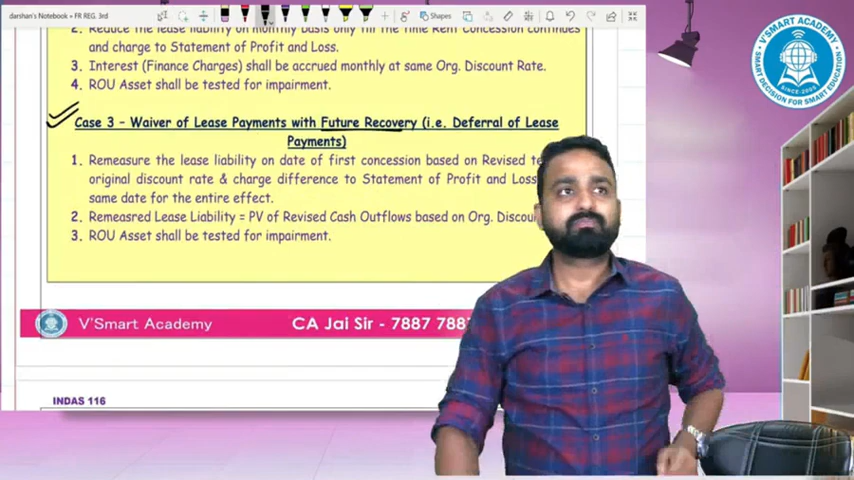 darshan's Notebook » FR REG. 3rd
Shapes
2. Reduce the lease liability on monthly basis only till the time Rent Concession continues
and charge to Statement of Profit and Loss.
3. Interest (Finance Charges) shall be accrued monthly at same Org. Discount Rate.
4. ROU Asset shall be tested for impairment.
Case 3 - Waiver of Lease Payments with Future Recovery (i.e. Deferral of Lease
Payments)
1. Remeasure the lease liability on date of first concession based on Revised
original discount rate & charge difference to Statement of Profit and Loss
same date for the entire effect.
2. Remeasred Lease Liability = PV of Revised Cash Outflows based on Org.
3. ROU Asset shall be tested for impairment.
V'Smart Academy
CA Jai Sir - 7887 7887
INDAS 116
V'SMART ACADEMY
SMART DECISION FOR SMART EDUCATION
SINCE-2005